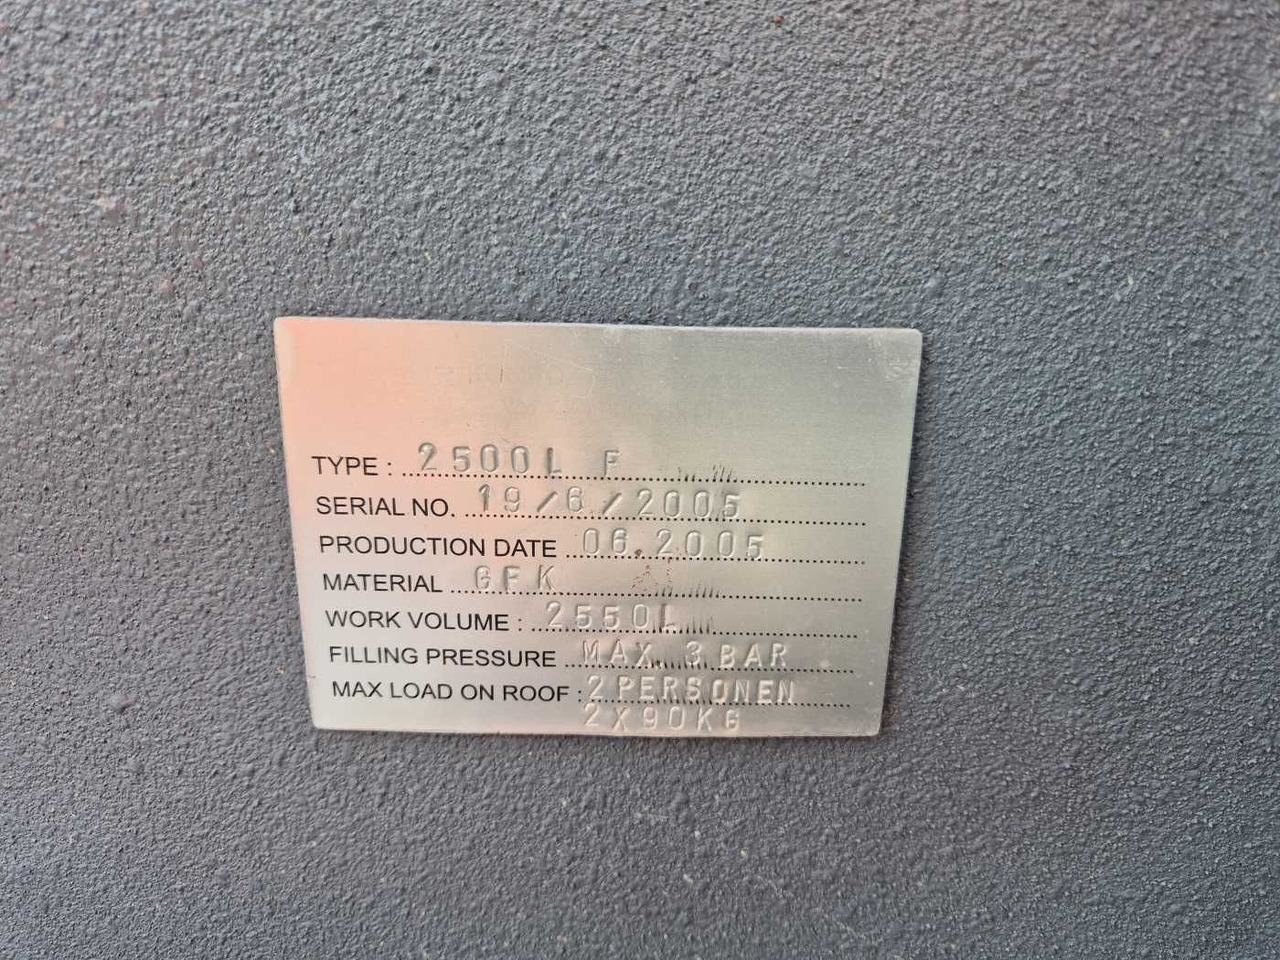 TYPE : 2500L F
SERIAL NO. 19/6/2005
PRODUCTION DATE 06.2005
MATERIAL GFK
WORK VOLUME : 2550L
FILLING PRESSURE MAX. 3 BAR
MAX LOAD ON ROOF : 2 PERSONEN
2X90KG